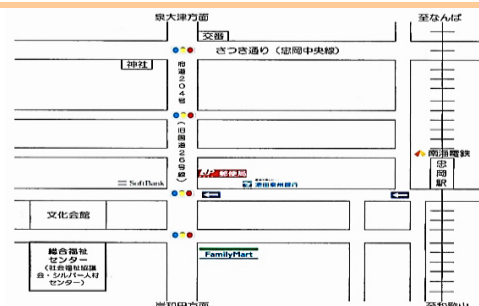 泉大津方面
至なんば
交番
さつき通り（忠岡中央線）
神社
府道204号
（旧国道26号線）
南海電鉄
忠岡駅
郵便局
SoftBank
池田泉州銀行
文化会館
総合福祉
センター
（社会福祉協議
会・シルバー人材
センター）
FamilyMart
岸和田方面
至和歌山